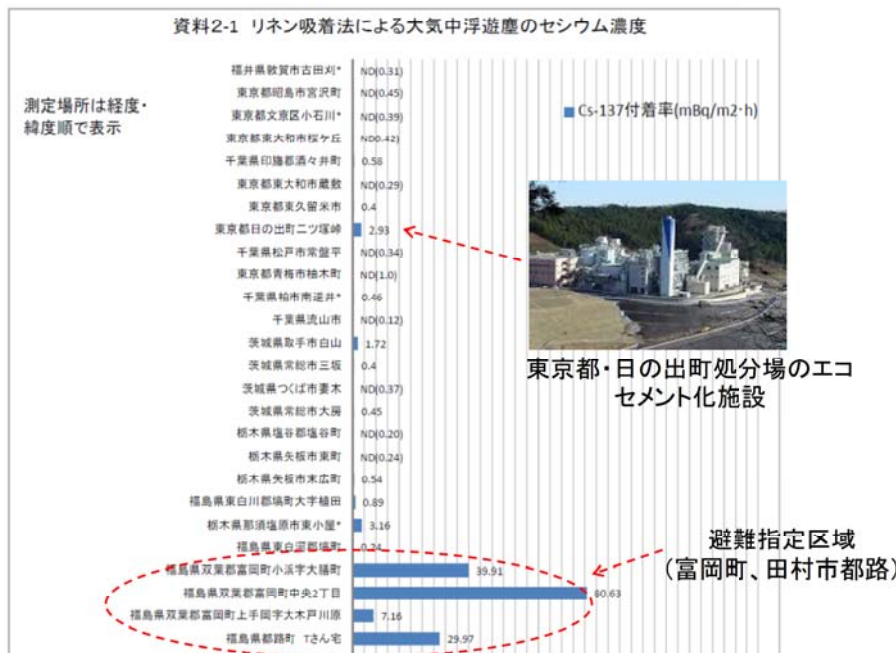 資料2-1 リネン吸着法による大気中浮遊塵のセシウム濃度
測定場所は経度・
緯度順で表示
Cs-137付着率(mBq/m2・h)
福井県敦賀市古田刈* ND(0.31)
東京都昭島市宮沢町 ND(0.45)
東京都文京区小石川* ND(0.39)
東京都東大和市桜ケ丘 ND(0.42)
千葉県印旛郡酒々井町 0.58
東京都東大和市蔵敷 ND(0.29)
東京都東久留米市 0.4
東京都日の出町二ツ塚峠 2.93
千葉県松戸市常盤平 ND(0.34)
東京都青梅市柚木町 ND(1.0)
千葉県柏市南逆井* 0.46
千葉県流山市 ND(0.12)
茨城県取手市白山 1.72
茨城県常総市三坂 0.4
茨城県つくば市妻木 ND(0.37)
茨城県常総市大房 0.45
栃木県塩谷郡塩谷町 ND(0.20)
栃木県矢板市東町 ND(0.24)
栃木県矢板市末広町 0.54
福島県東白川郡塙町大字植田 0.89
栃木県那須塩原市東小屋* 3.16
福島県東白河郡塙町 0.24
福島県双葉郡富岡町小浜字大膳町 39.91
福島県双葉郡富岡町中央2丁目 80.63
福島県双葉郡富岡町上手岡字大木戸川原 7.16
福島県都路町 Tさん宅 29.97
東京都・日の出町処分場のエコ
セメント化施設
避難指定区域
(富岡町、田村市都路)